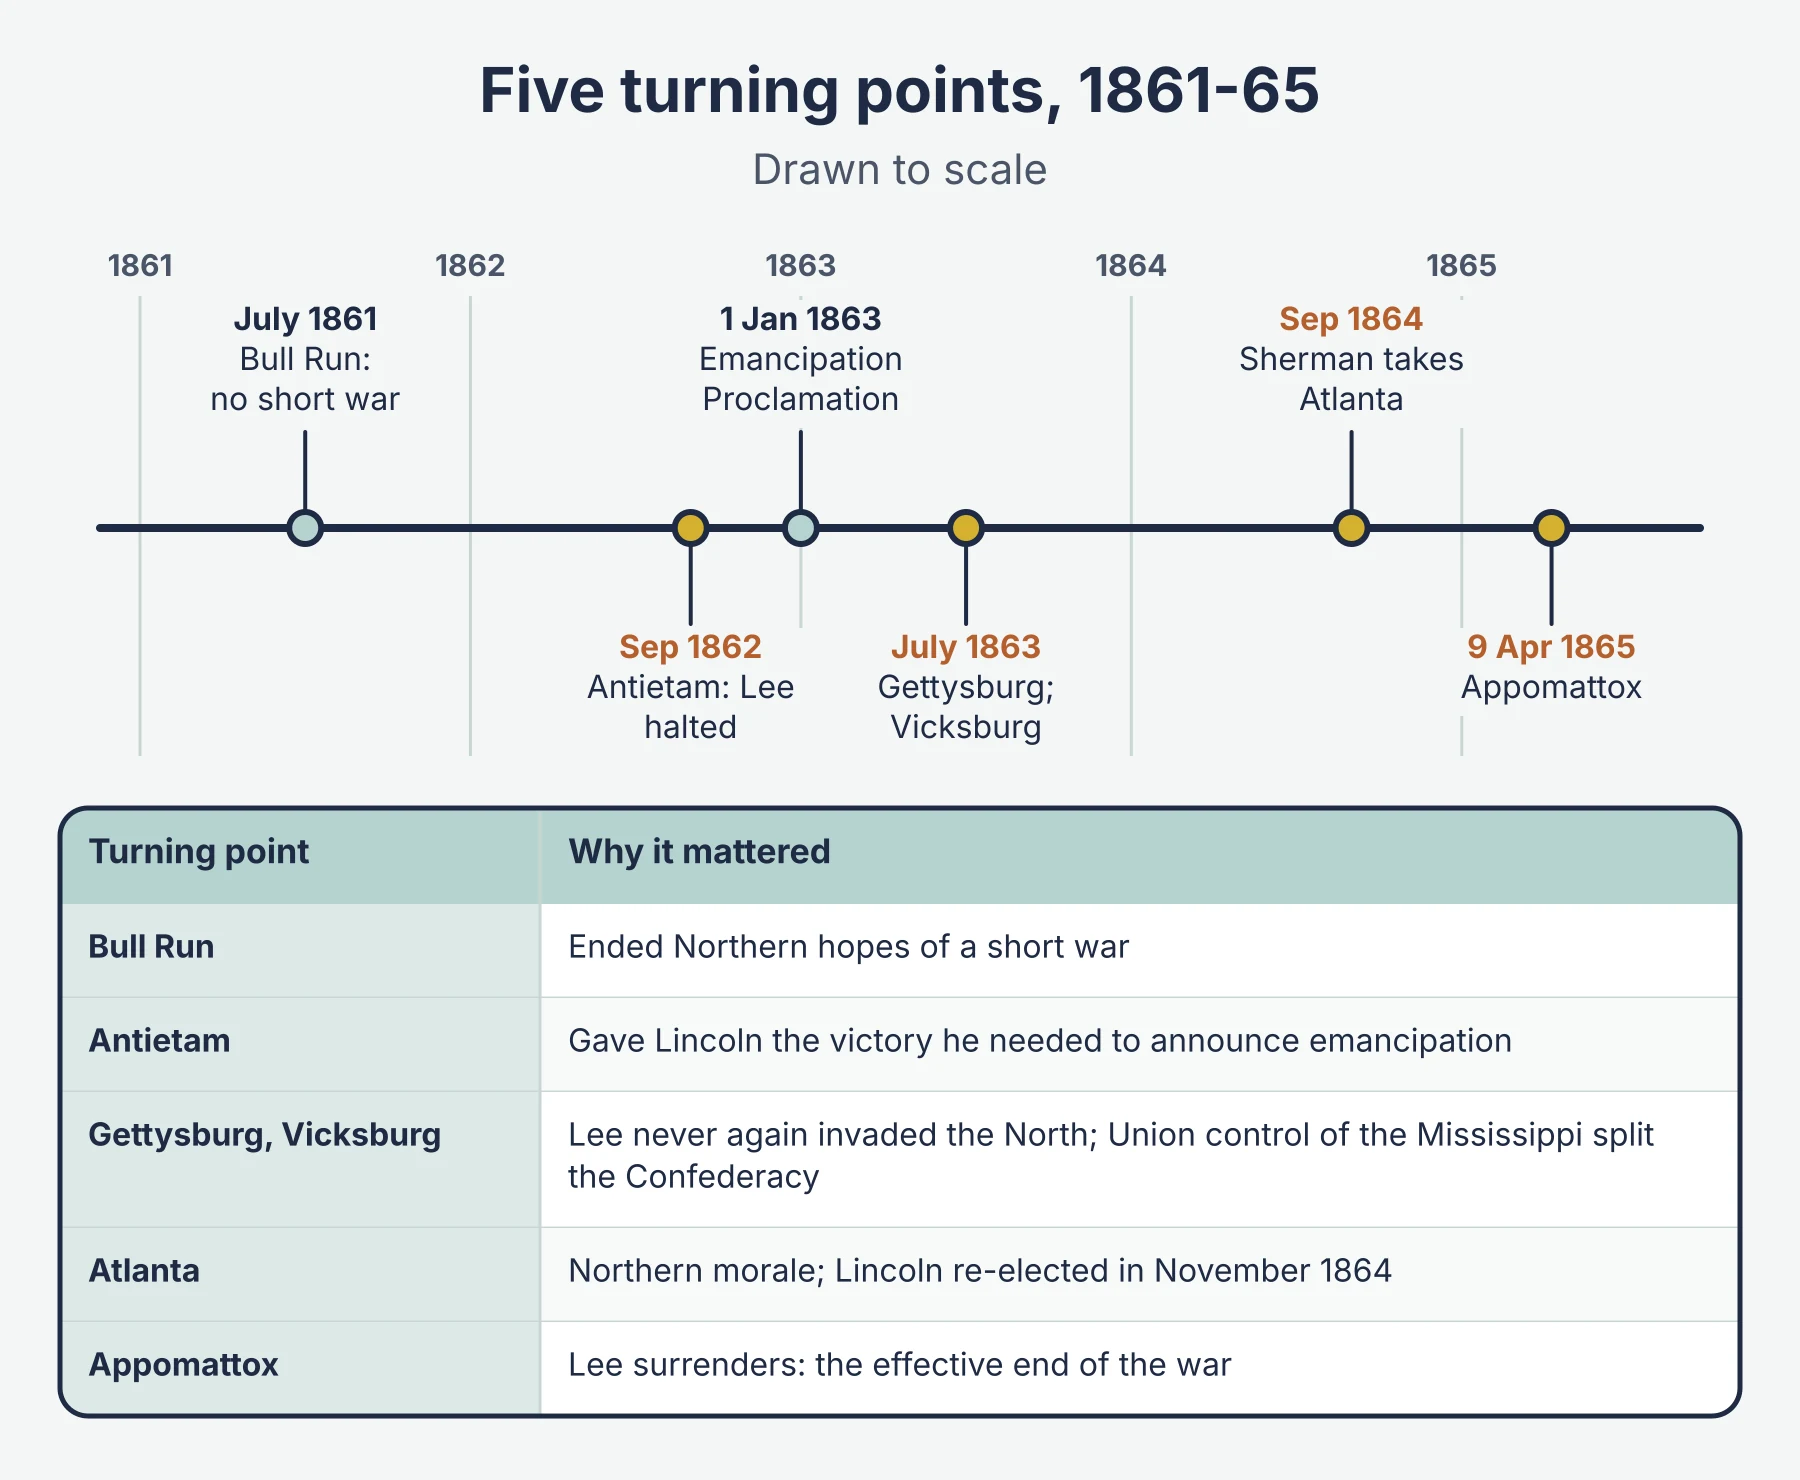 Five turning points, 1861-65
Drawn to scale
1861 1862 1863 1864 1865
July 1861
Bull Run:
no short war
1 Jan 1863
Emancipation
Proclamation
Sep 1864
Sherman takes
Atlanta
Sep 1862
Antietam: Lee
halted
July 1863
Gettysburg;
Vicksburg
9 Apr 1865
Appomattox
Turning point Why it mattered
Bull Run Ended Northern hopes of a short war
Antietam Gave Lincoln the victory he needed to announce emancipation
Gettysburg, Vicksburg Lee never again invaded the North; Union control of the Mississippi split
the Confederacy
Atlanta Northern morale; Lincoln re-elected in November 1864
Appomattox Lee surrenders: the effective end of the war